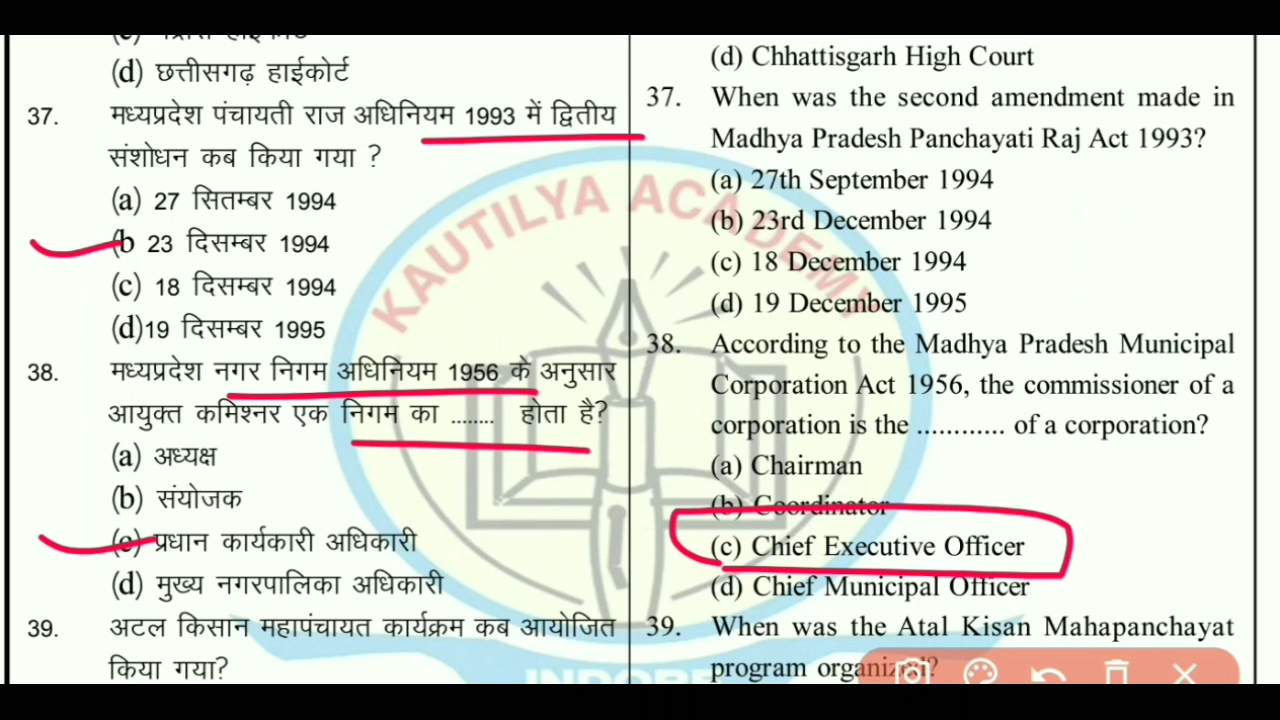 (d) छत्तीसगढ़ हाईकोर्ट
37. मध्यप्रदेश पंचायती राज अधिनियम 1993 में द्वितीय
संशोधन कब किया गया ?
(a) 27 सितम्बर 1994
(b 23 दिसम्बर 1994
(c) 18 दिसम्बर 1994
(d)19 दिसम्बर 1995
38. मध्यप्रदेश नगर निगम अधिनियम 1956 के अनुसार
आयुक्त कमिश्नर एक निगम का ........ होता है?
(a) अध्यक्ष
(b) संयोजक
(c) प्रधान कार्यकारी अधिकारी
(d) मुख्य नगरपालिका अधिकारी
39. अटल किसान महापंचायत कार्यक्रम कब आयोजित
किया गया?
(d) Chhattisgarh High Court
37. When was the second amendment made in
Madhya Pradesh Panchayati Raj Act 1993?
(a) 27th September 1994
(b) 23rd December 1994
(c) 18 December 1994
(d) 19 December 1995
38. According to the Madhya Pradesh Municipal
Corporation Act 1956, the commissioner of a
corporation is the ............ of a corporation?
(a) Chairman
(b) Coordinator
(c) Chief Executive Officer
(d) Chief Municipal Officer
39. When was the Atal Kisan Mahapanchayat
program organized?
KAUTILYA ACADEMY
INDORE